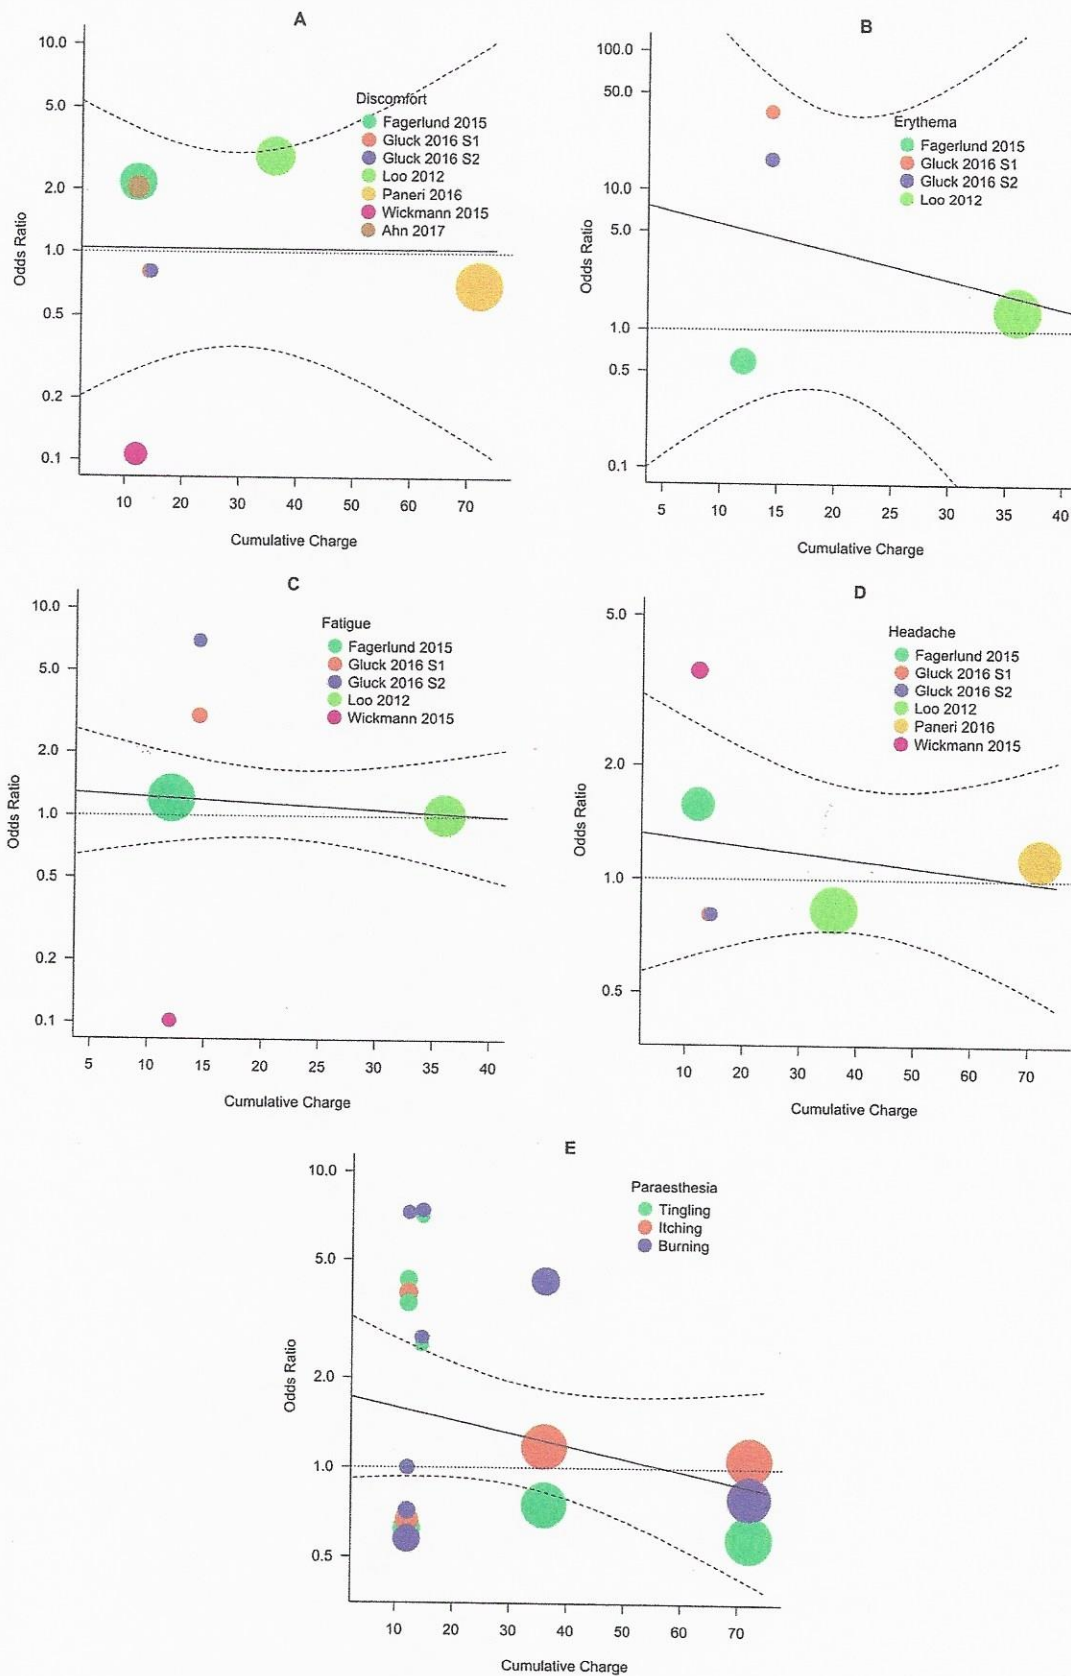 A
10.0
5.0
2.0
1.0
0.5
0.2
0.1
Odds Ratio
Discomfort
Fagerlund 2015
Gluck 2016 S1
Gluck 2016 S2
Loo 2012
Paneri 2016
Wickmann 2015
Ahn 2017
10 20 30 40 50 60 70
Cumulative Charge
B
100.0
50.0
10.0
5.0
1.0
0.5
0.1
Odds Ratio
Erythema
Fagerlund 2015
Gluck 2016 S1
Gluck 2016 S2
Loo 2012
5 10 15 20 25 30 35 40
Cumulative Charge
C
10.0
5.0
2.0
1.0
0.5
0.2
0.1
Odds Ratio
Fatigue
Fagerlund 2015
Gluck 2016 S1
Gluck 2016 S2
Loo 2012
Wickmann 2015
5 10 15 20 25 30 35 40
Cumulative Charge
D
5.0
2.0
1.0
0.5
Odds Ratio
Headache
Fagerlund 2015
Gluck 2016 S1
Gluck 2016 S2
Loo 2012
Paneri 2016
Wickmann 2015
10 20 30 40 50 60 70
Cumulative Charge
E
10.0
5.0
2.0
1.0
0.5
Odds Ratio
Paraesthesia
Tingling
Itching
Burning
10 20 30 40 50 60 70
Cumulative Charge